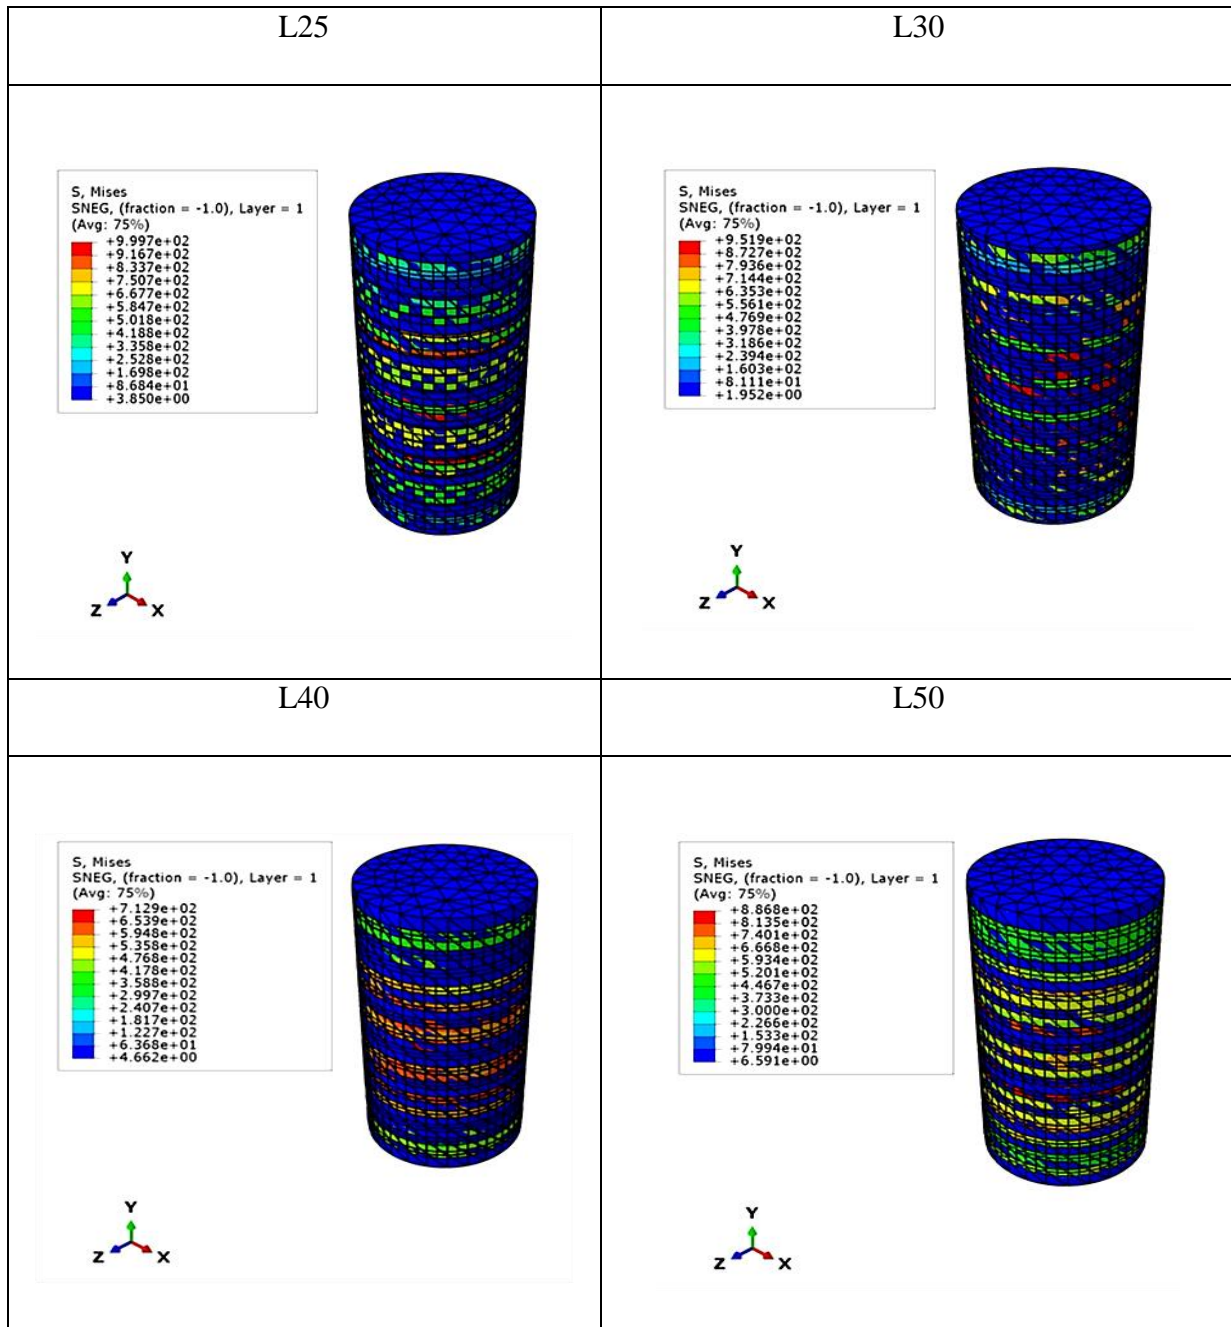 L25
L30
S, Mises
SNEG, (fraction = -1.0), Layer = 1
(Avg: 75%)
+9.997e+02
+9.167e+02
+8.337e+02
+7.507e+02
+6.677e+02
+5.847e+02
+5.018e+02
+4.188e+02
+3.358e+02
+2.528e+02
+1.698e+02
+8.684e+01
+3.850e+00
Y
Z
X
S, Mises
SNEG, (fraction = -1.0), Layer = 1
(Avg: 75%)
+9.519e+02
+8.727e+02
+7.936e+02
+7.144e+02
+6.353e+02
+5.561e+02
+4.769e+02
+3.978e+02
+3.186e+02
+2.394e+02
+1.603e+02
+8.111e+01
+1.952e+00
Y
Z
X
L40
L50
S, Mises
SNEG, (fraction = -1.0), Layer = 1
(Avg: 75%)
+7.129e+02
+6.539e+02
+5.948e+02
+5.358e+02
+4.768e+02
+4.178e+02
+3.588e+02
+2.997e+02
+2.407e+02
+1.817e+02
+1.227e+02
+6.368e+01
+4.662e+00
Y
Z
X
S, Mises
SNEG, (fraction = -1.0), Layer = 1
(Avg: 75%)
+8.868e+02
+8.135e+02
+7.401e+02
+6.668e+02
+5.934e+02
+5.201e+02
+4.467e+02
+3.733e+02
+3.000e+02
+2.266e+02
+1.533e+02
+7.994e+01
+6.591e+00
Y
Z
X